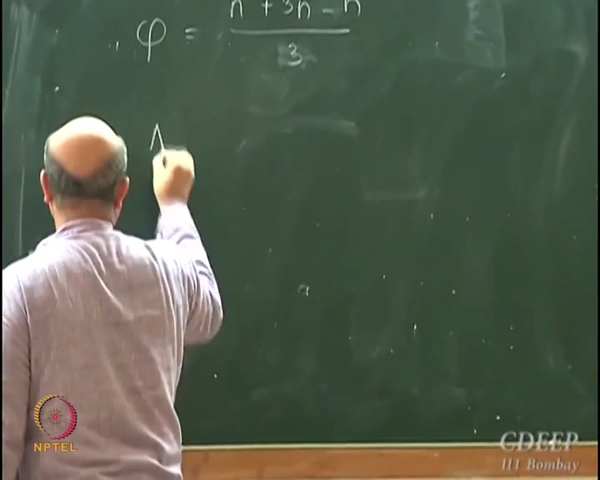 φ = n + 3n - n
3
NPTEL
CDEEP
IIT Bombay